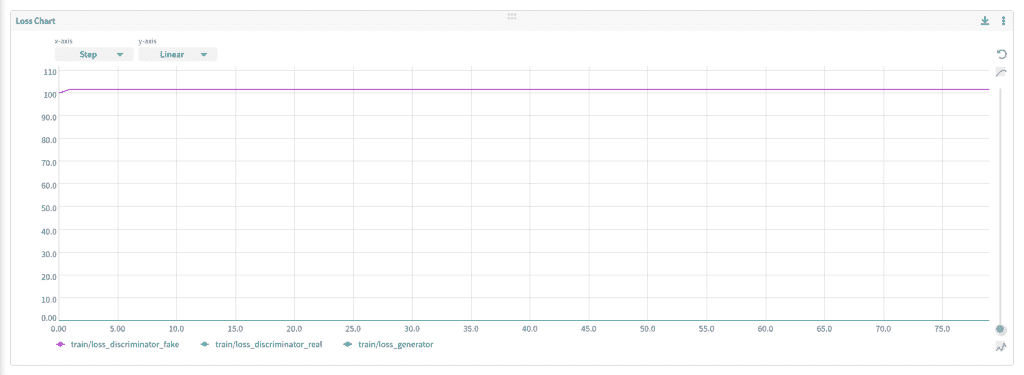 Loss Chart
x-axis y-axis
Step Linear
110
100
90.0
80.0
70.0
60.0
50.0
40.0
30.0
20.0
10.0
0.00
0.00 5.00 10.0 15.0 20.0 25.0 30.0 35.0 40.0 45.0 50.0 55.0 60.0 65.0 70.0 75.0
train/loss_discriminator_fake train/loss_discriminator_real train/loss_generator